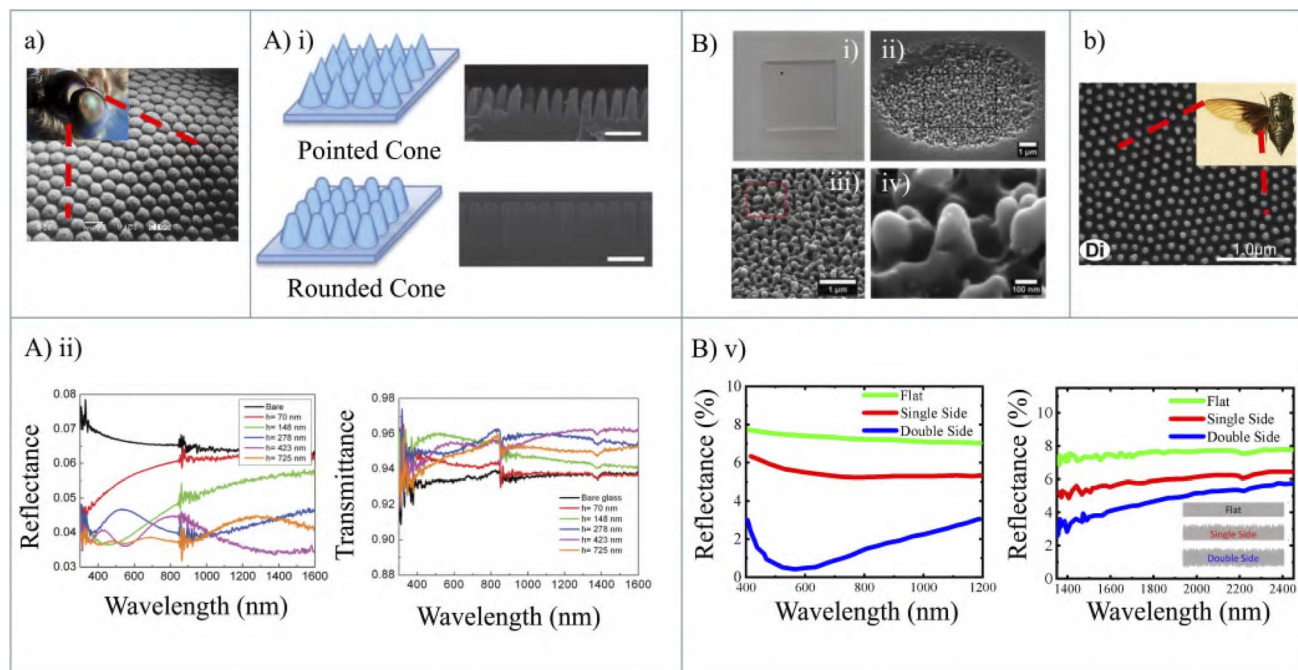 a)
A) i)
Pointed Cone
Rounded Cone
B)
i)
ii)
1 µm
iii)
1 µm
iv)
100 nm
b)
Di
1.0µm
A) ii)
Reflectance
0.08
0.07
0.06
0.05
0.04
0.03
Bare
h= 70 nm
h= 148 nm
h= 278 nm
h= 423 nm
h= 725 nm
400 600 800 1000 1200 1400 1600
Wavelength (nm)
Transmittance
1.00
0.96
0.94
0.92
0.90
0.88
Bare glass
h= 70 nm
h= 148 nm
h= 278 nm
h= 423 nm
h= 725 nm
400 600 800 1000 1200 1400 1600
Wavelength (nm)
B) v)
Reflectance (%)
10
8
6
4
2
0
Flat
Single Side
Double Side
400 600 800 1000 1200
Wavelength (nm)
Reflectance (%)
10
8
6
4
2
0
Flat
Single Side
Double Side
Flat
Single Side
Double Side
1400 1600 1800 2000 2200 2400
Wavelength (nm)